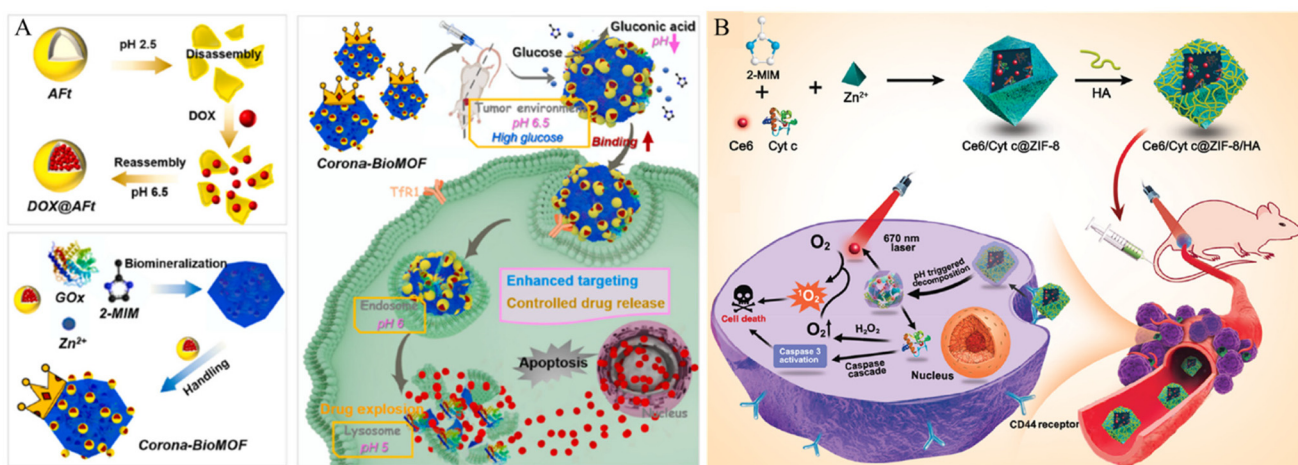 A
AFt
pH 2.5
Disassembly
DOX
Reassembly
pH 6.5
DOX@AFt
GOx
2-MIM
Zn²⁺
Biomineralization
Handling
Corona-BioMOF
Corona-BioMOF
Glucose
Gluconic acid
pH
Tumor environment
pH 6.5
High glucose
Binding
TfR1
Endosome
pH 6
Enhanced targeting
Controlled drug release
Apoptosis
Nucleus
Drug explosion
Lysosome
pH 5
B
2-MIM
+
Ce6 Cyt c
+
Zn²⁺
Ce6/Cyt c@ZIF-8
HA
Ce6/Cyt c@ZIF-8/HA
O₂
670 nm
laser
pH triggered
decomposition
¹O₂
Cell death
O₂
H₂O₂
Caspase 3
activation
Caspase
cascade
Nucleus
CD44 receptor